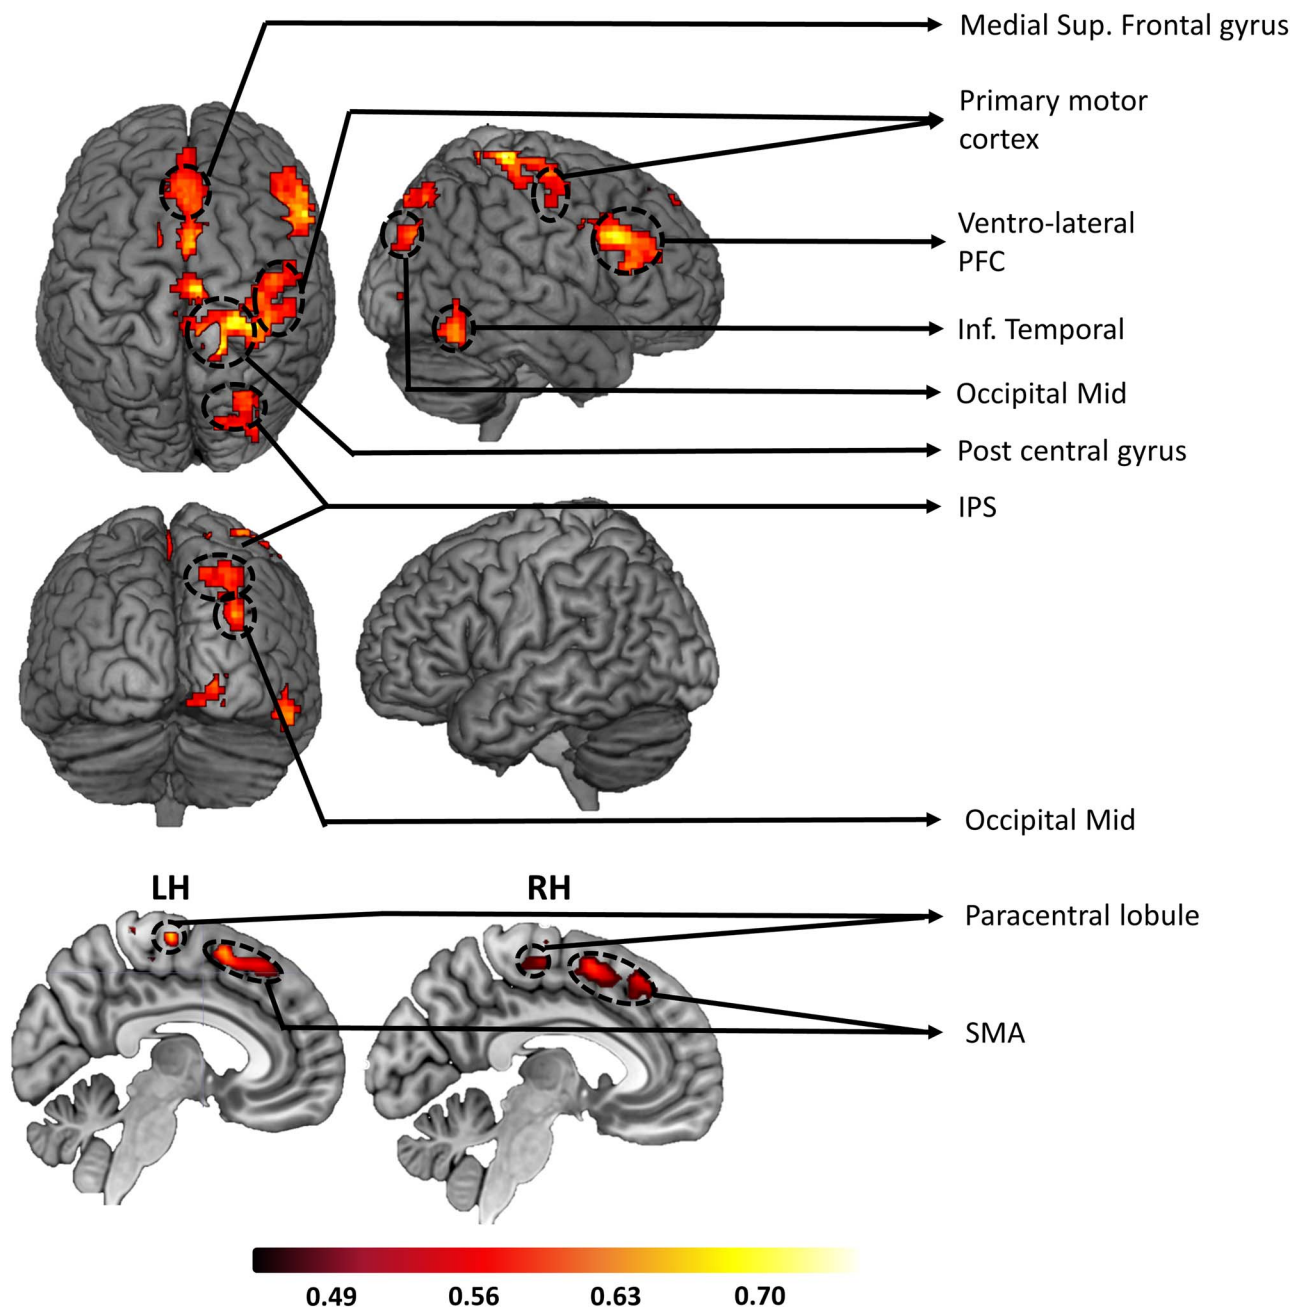 Medial Sup. Frontal gyrus
Primary motor
cortex
Ventro-lateral
PFC
Inf. Temporal
Occipital Mid
Post central gyrus
IPS
Occipital Mid
LH
RH
Paracentral lobule
SMA
0.49 0.56 0.63 0.70